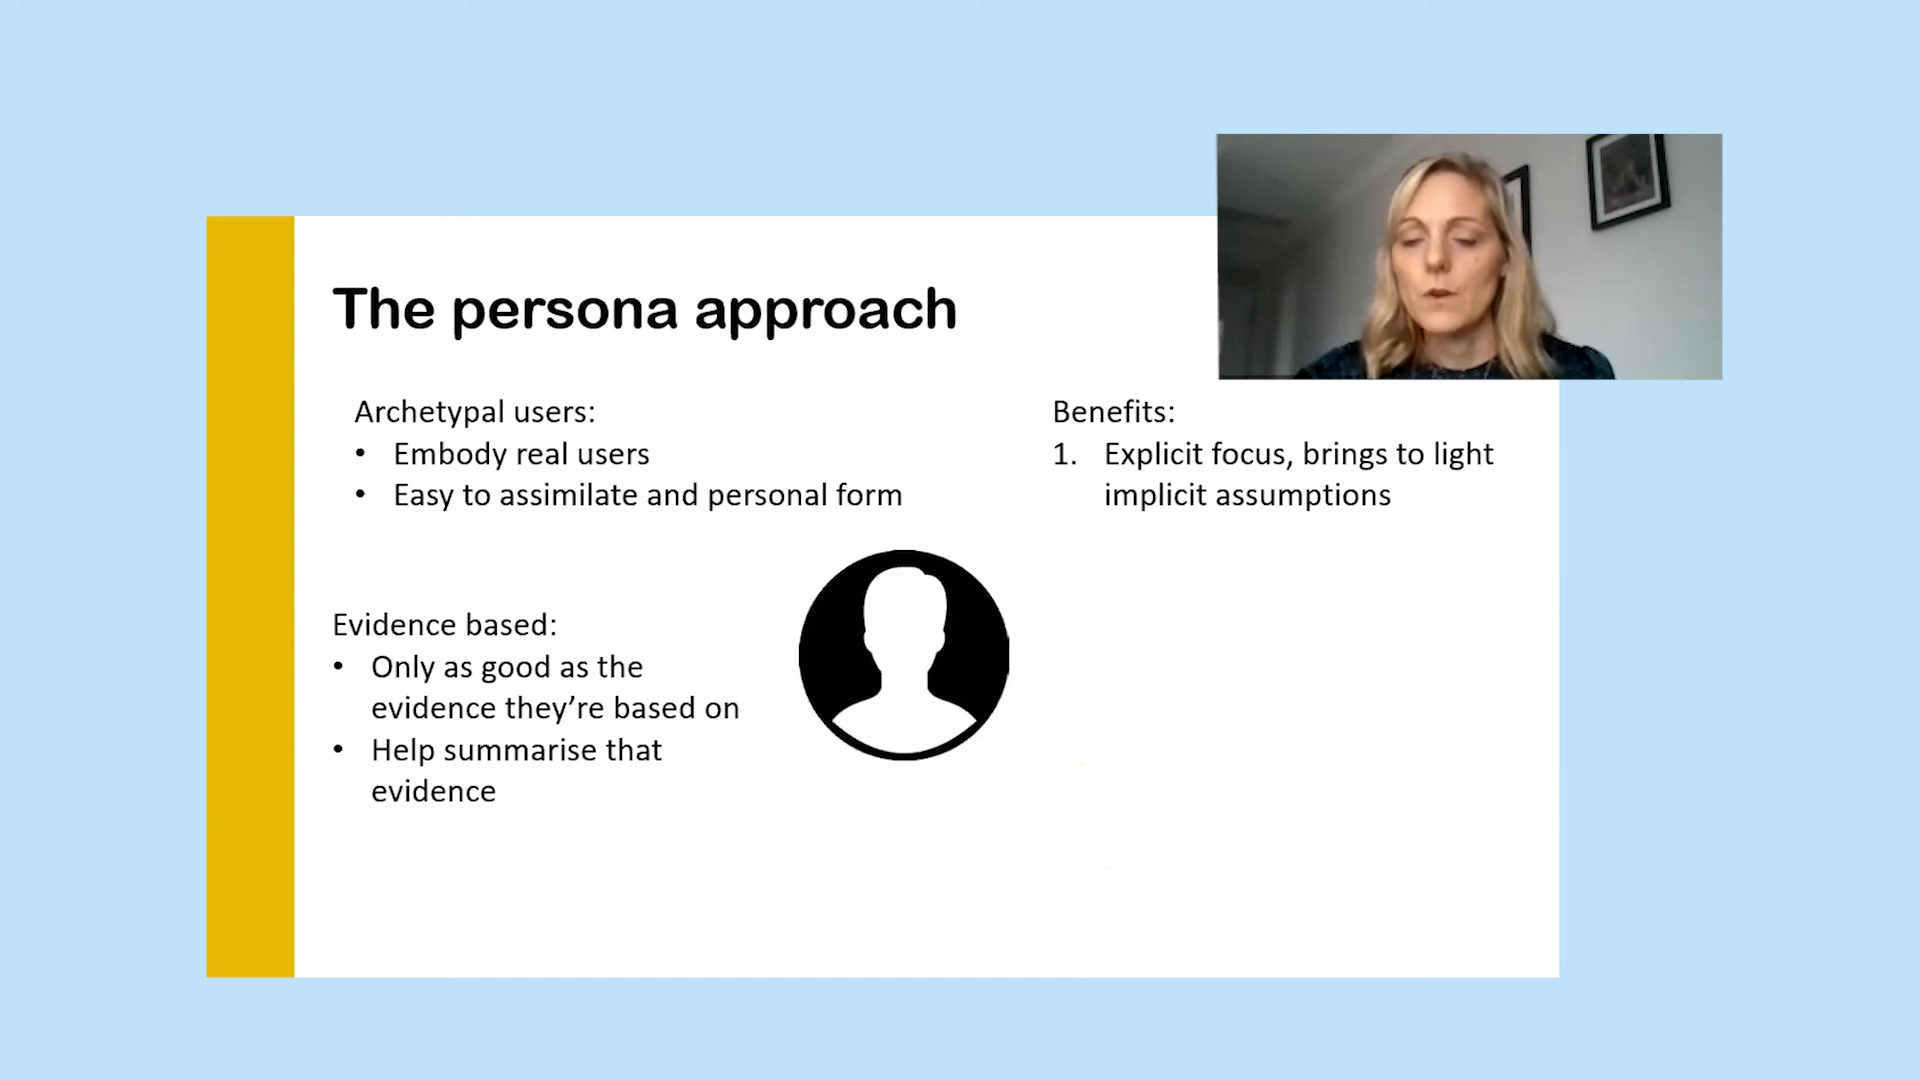 The persona approach
Archetypal users:
• Embody real users
• Easy to assimilate and personal form
Evidence based:
• Only as good as the
evidence they’re based on
• Help summarise that
evidence
Benefits:
1. Explicit focus, brings to light
implicit assumptions